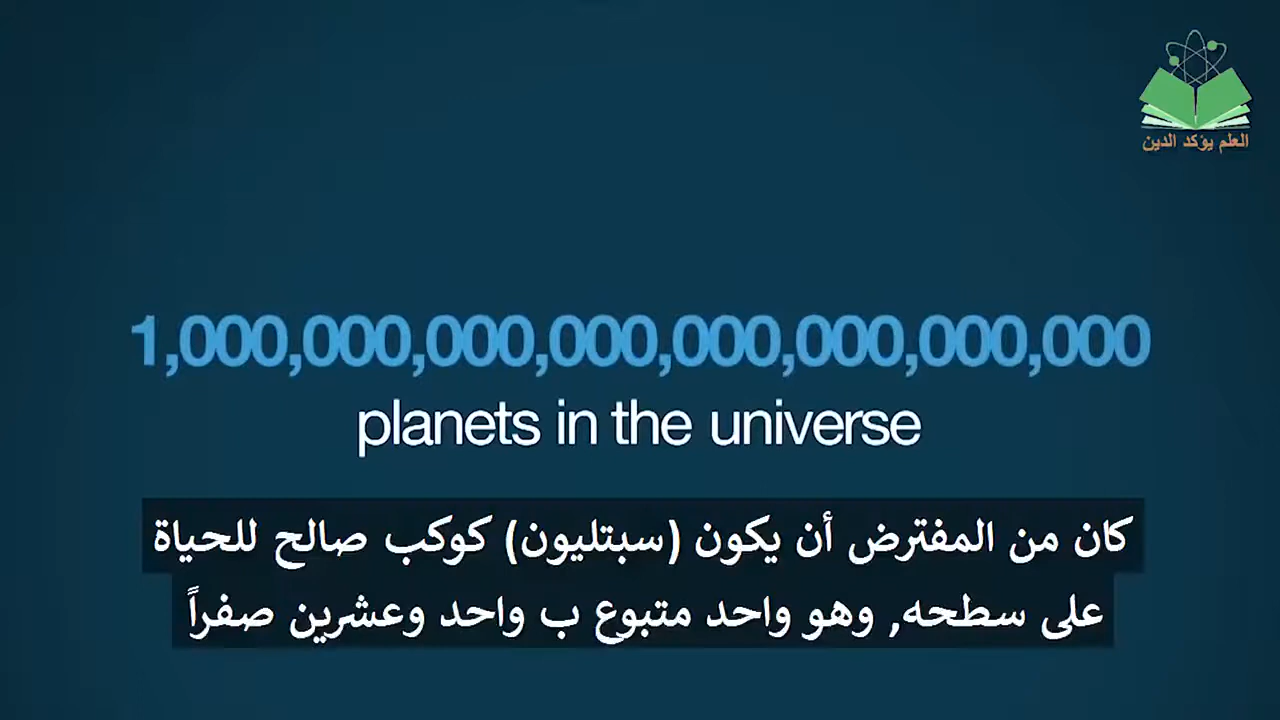 العلم يؤكد الدين
1,000,000,000,000,000,000,000,000
planets in the universe
كان من المفترض أن يكون (سبتليون) كوكب صالح للحياة
على سطحه, وهو واحد متبوع ب واحد وعشرين صفراً